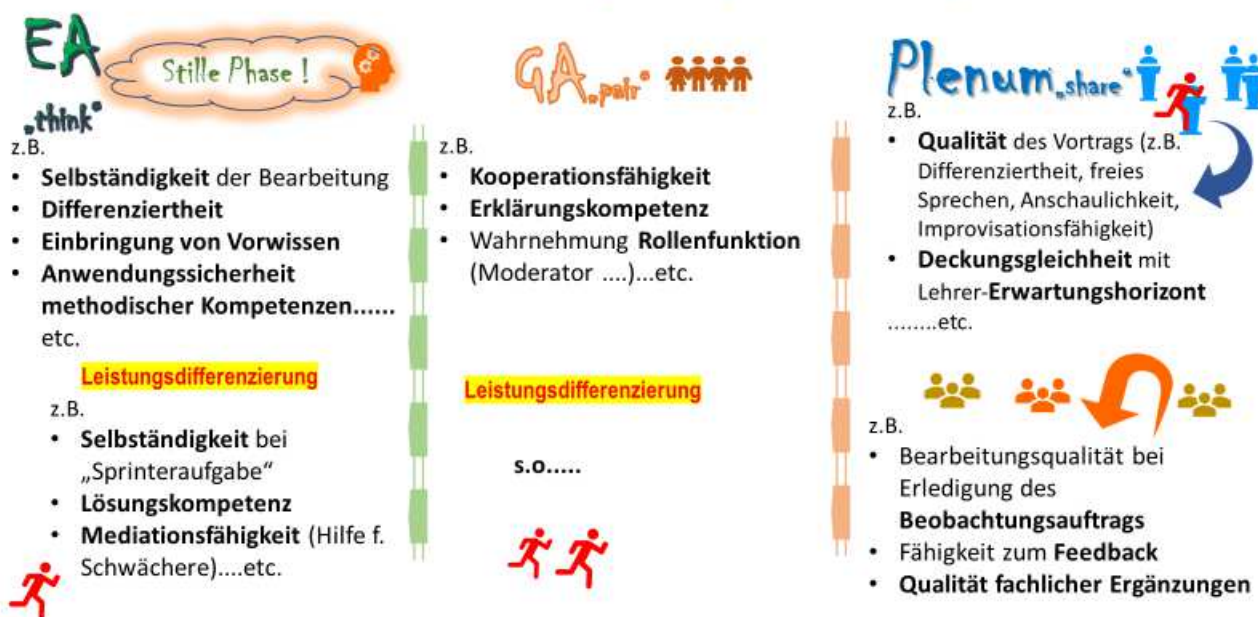 EA
Stille Phase !
„think“
z.B.
• Selbständigkeit der Bearbeitung
• Differenziertheit
• Einbringung von Vorwissen
• Anwendungssicherheit
methodischer Kompetenzen......
etc.
Leistungsdifferenzierung
z.B.
• Selbständigkeit bei
„Sprinteraufgabe“
• Lösungskompetenz
• Mediationsfähigkeit (Hilfe f.
Schwächere)....etc.
GA „pair“
z.B.
• Kooperationsfähigkeit
• Erklärungskompetenz
• Wahrnehmung Rollenfunktion
(Moderator ....)...etc.
Leistungsdifferenzierung
s.o.....
Plenum „share“
z.B.
• Qualität des Vortrags (z.B.
Differenziertheit, freies
Sprechen, Anschaulichkeit,
Improvisationsfähigkeit)
• Deckungsgleichheit mit
Lehrer-Erwartungshorizont
........etc.
z.B.
• Bearbeitungsqualität bei
Erledigung des
Beobachtungsauftrags
• Fähigkeit zum Feedback
• Qualität fachlicher Ergänzungen